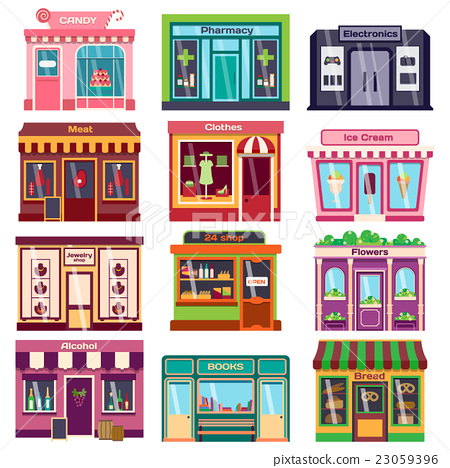 CANDY
Pharmacy
Electronics
Meat
Clothes
Ice Cream
Jewelry
shop
24 shop
OPEN
Flowers
Alcohol
BOOKS
Bread
PIXTA
23059396